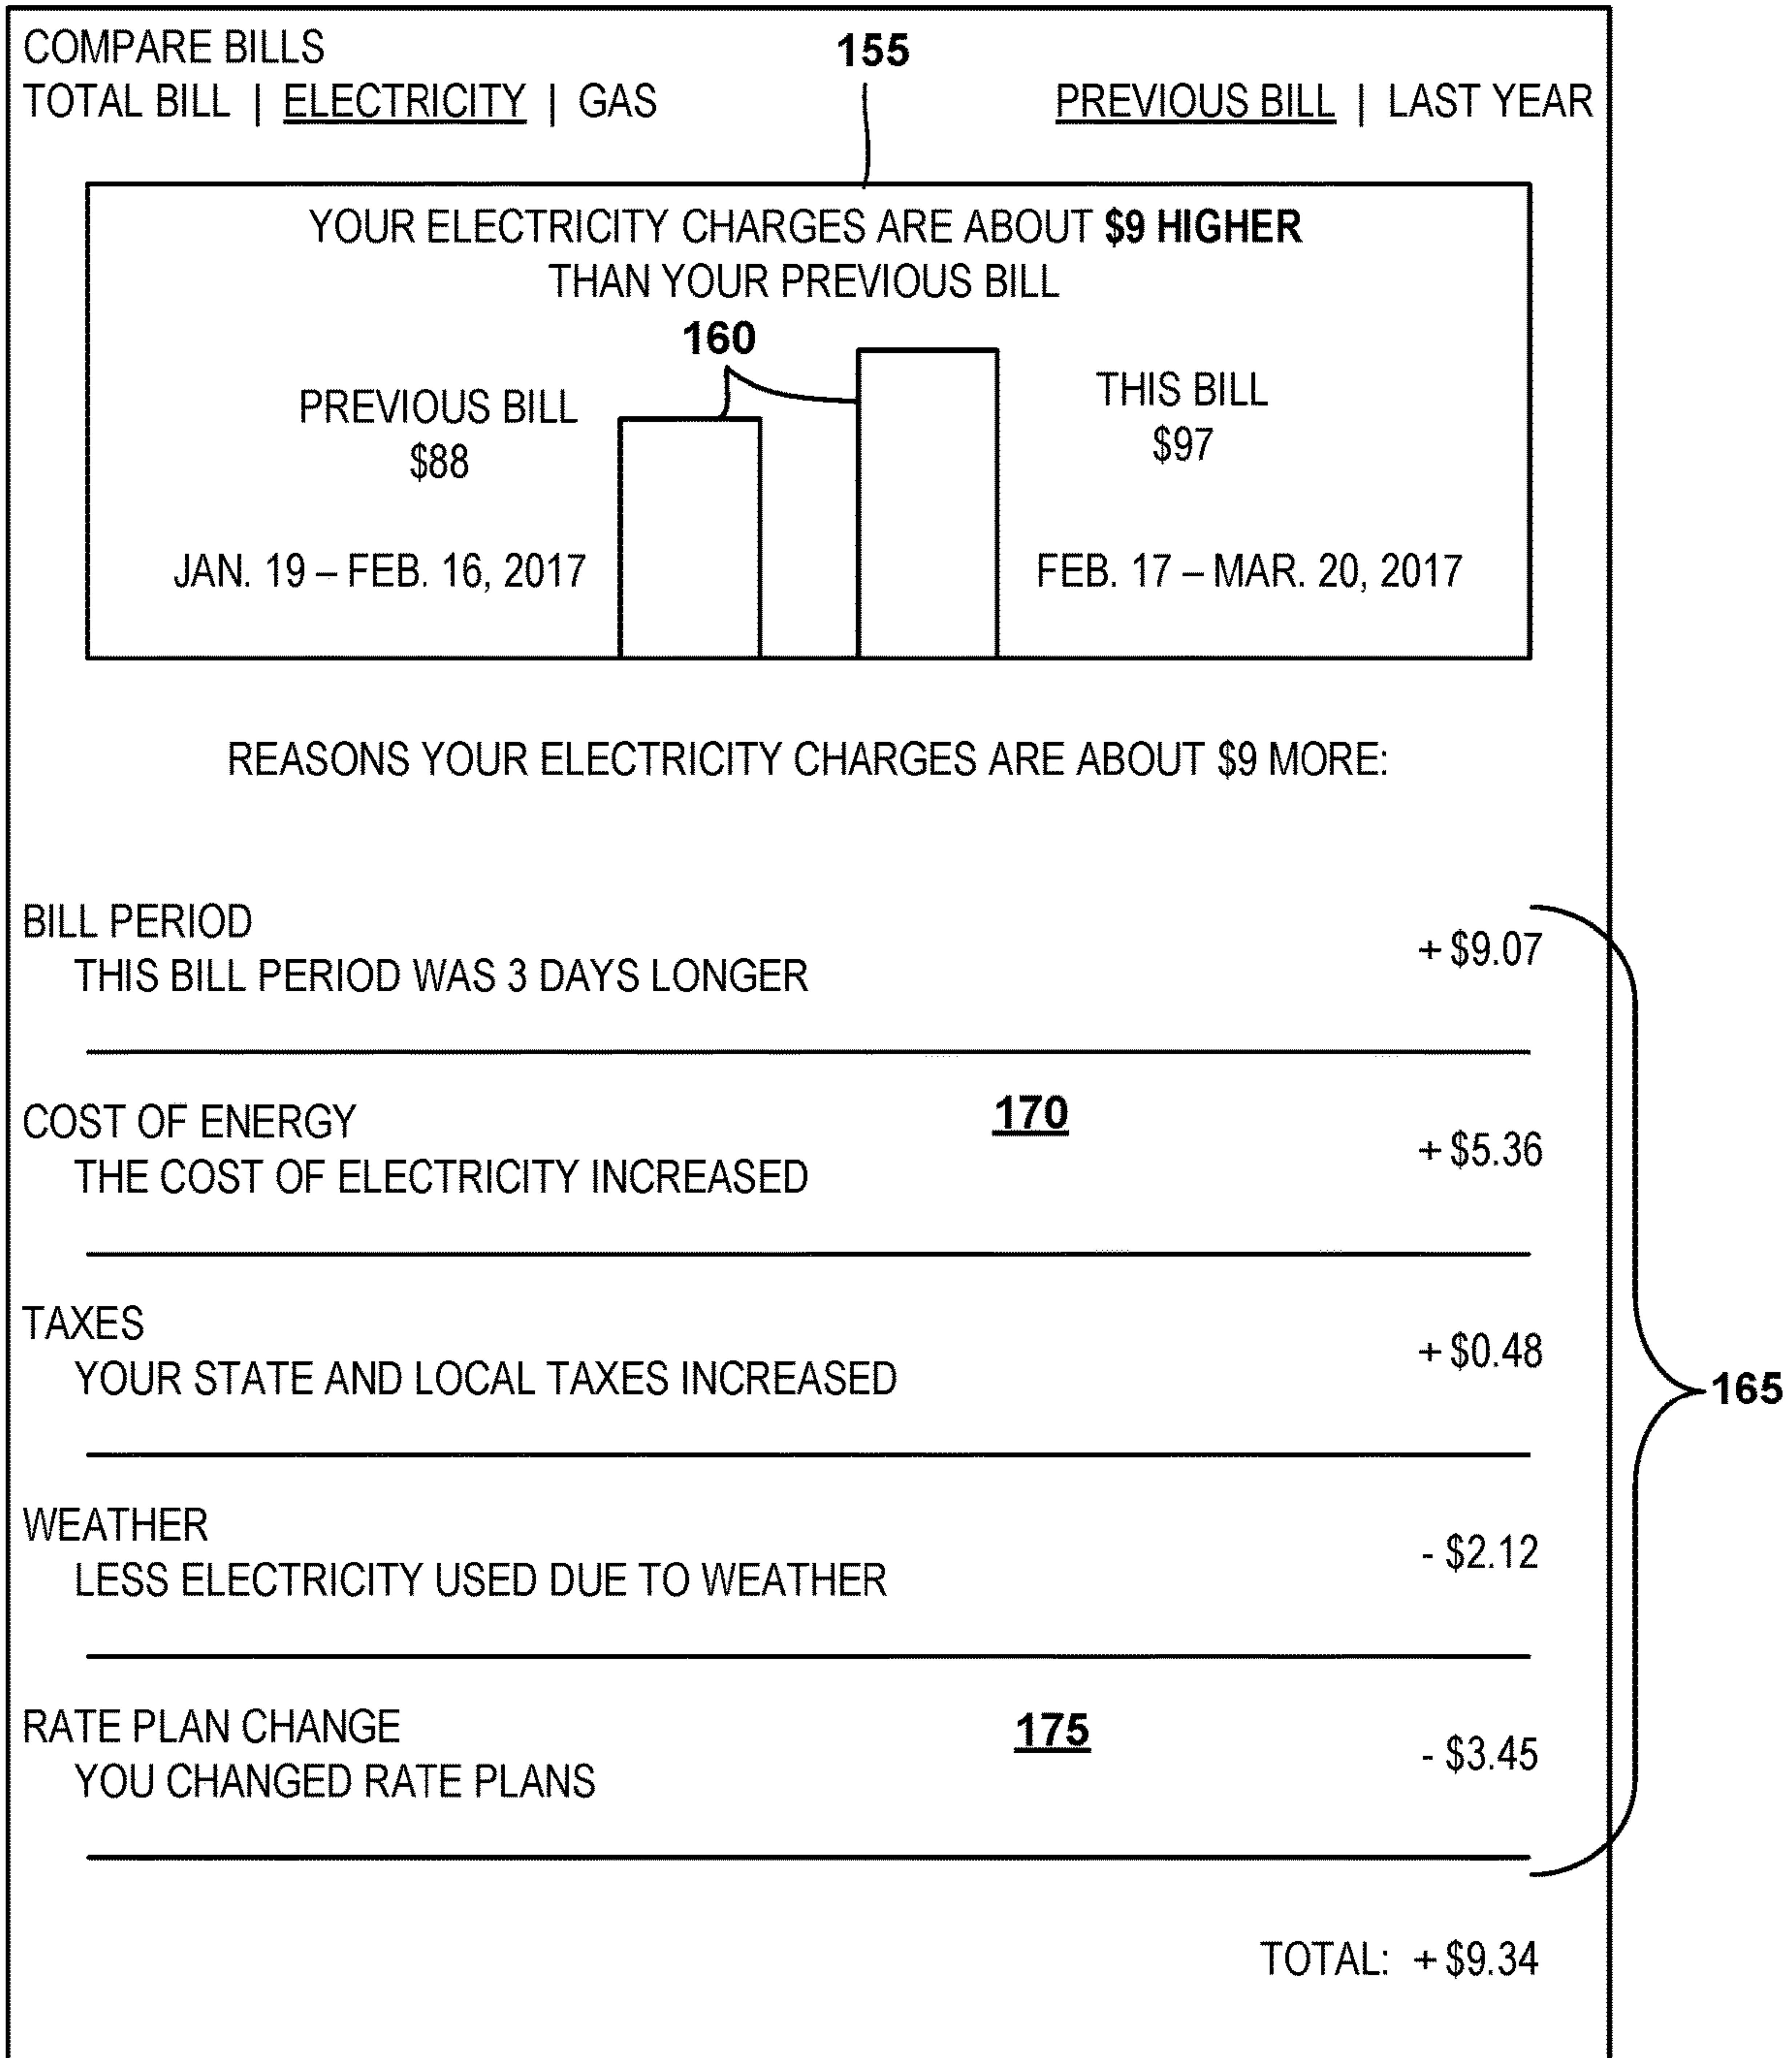 COMPARE BILLS
155
TOTAL BILL | ELECTRICITY | GAS
PREVIOUS BILL | LAST YEAR
YOUR ELECTRICITY CHARGES ARE ABOUT $9 HIGHER
THAN YOUR PREVIOUS BILL
160
PREVIOUS BILL
$88
THIS BILL
$97
JAN. 19 – FEB. 16, 2017
FEB. 17 – MAR. 20, 2017
REASONS YOUR ELECTRICITY CHARGES ARE ABOUT $9 MORE:
BILL PERIOD
THIS BILL PERIOD WAS 3 DAYS LONGER
+ $9.07
COST OF ENERGY
170
THE COST OF ELECTRICITY INCREASED
+ $5.36
TAXES
YOUR STATE AND LOCAL TAXES INCREASED
+ $0.48
165
WEATHER
LESS ELECTRICITY USED DUE TO WEATHER
- $2.12
RATE PLAN CHANGE
175
YOU CHANGED RATE PLANS
- $3.45
TOTAL: + $9.34